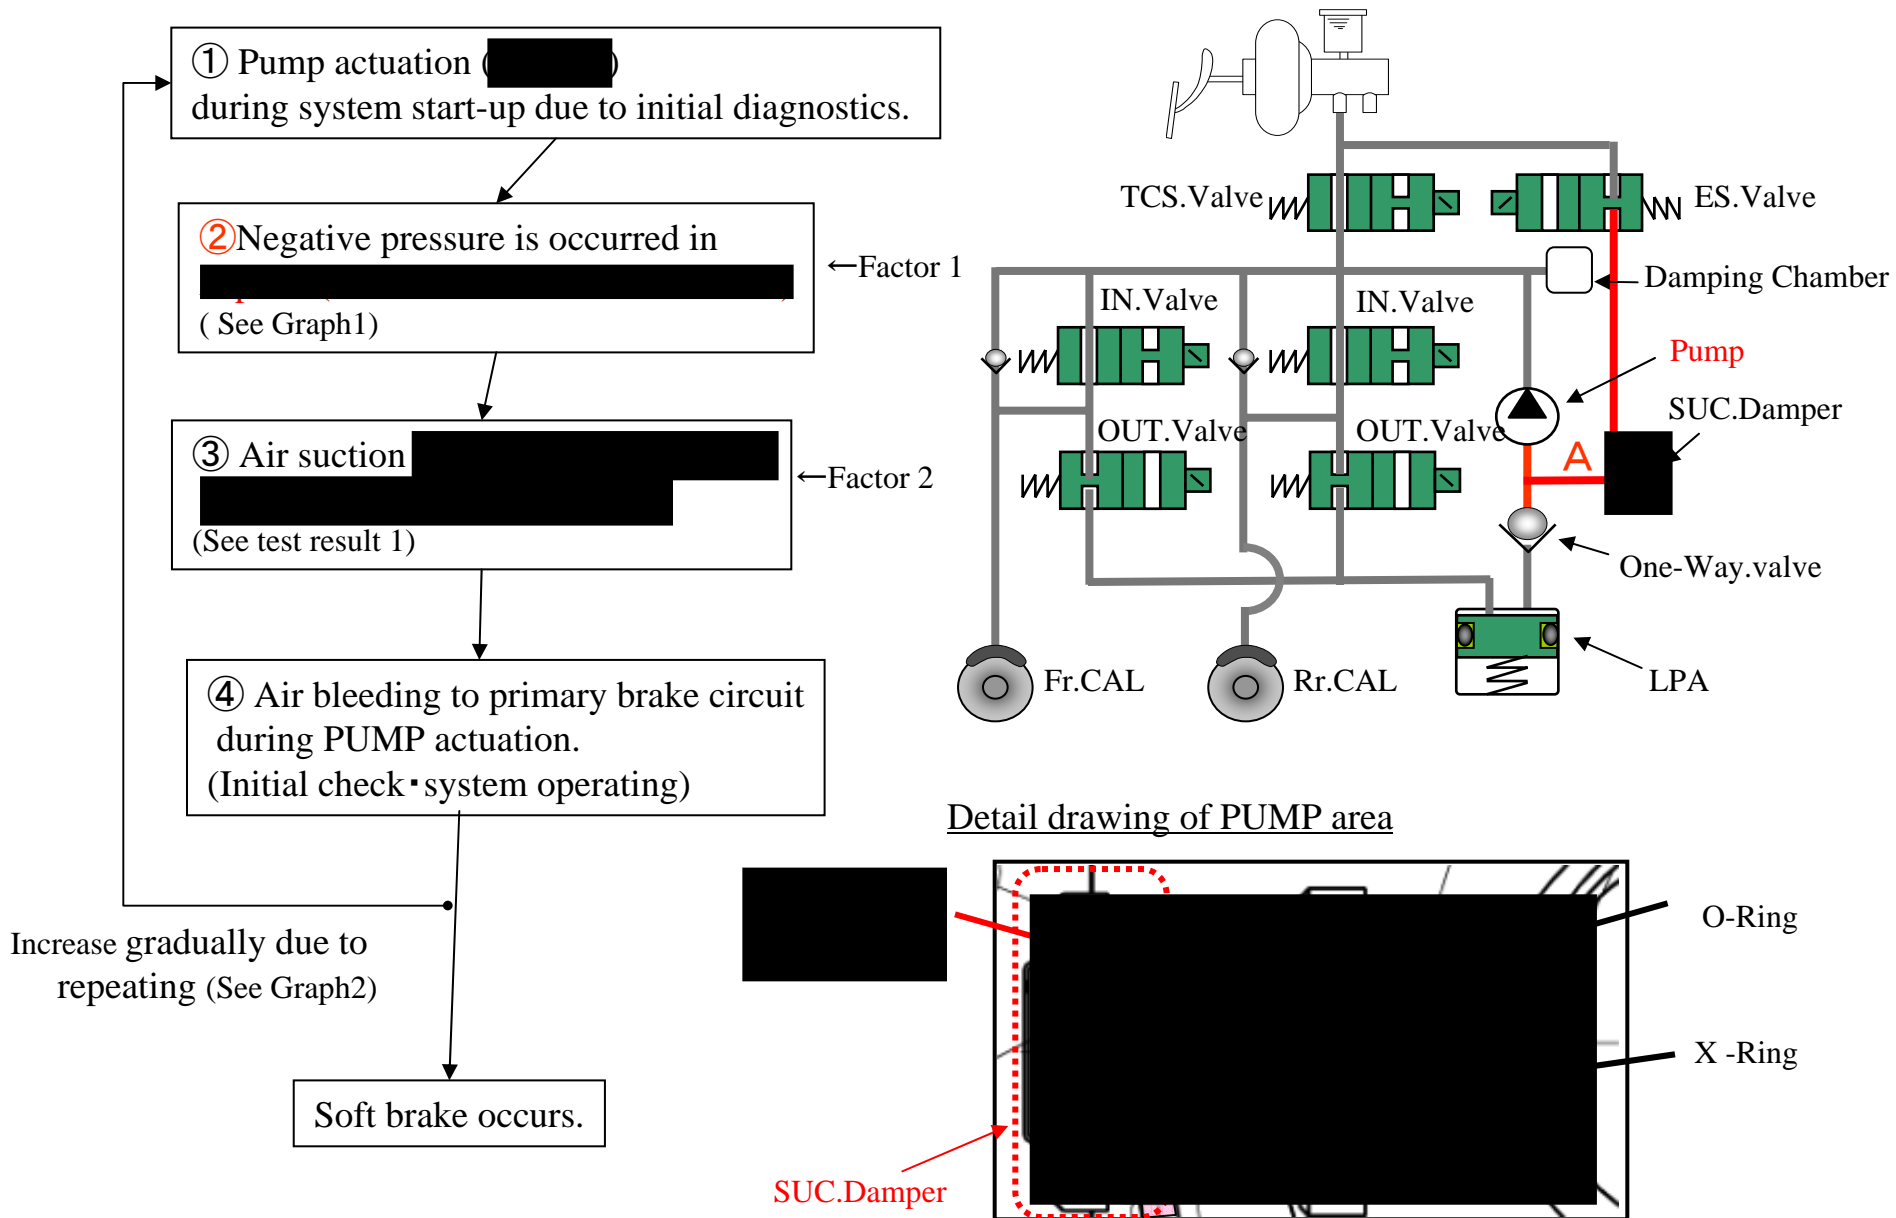 ① Pump actuation (
during system start-up due to initial diagnostics.
②Negative pressure is occurred in
( See Graph1)
←Factor 1
③ Air suction
(See test result 1)
←Factor 2
④ Air bleeding to primary brake circuit
during PUMP actuation.
(Initial check・system operating)
Increase gradually due to
repeating (See Graph2)
Soft brake occurs.
TCS.Valve
ES.Valve
Damping Chamber
IN.Valve
IN.Valve
Pump
SUC.Damper
OUT.Valve
OUT.Valve
A
One-Way.valve
Fr.CAL
Rr.CAL
LPA
Detail drawing of PUMP area
O-Ring
X -Ring
SUC.Damper